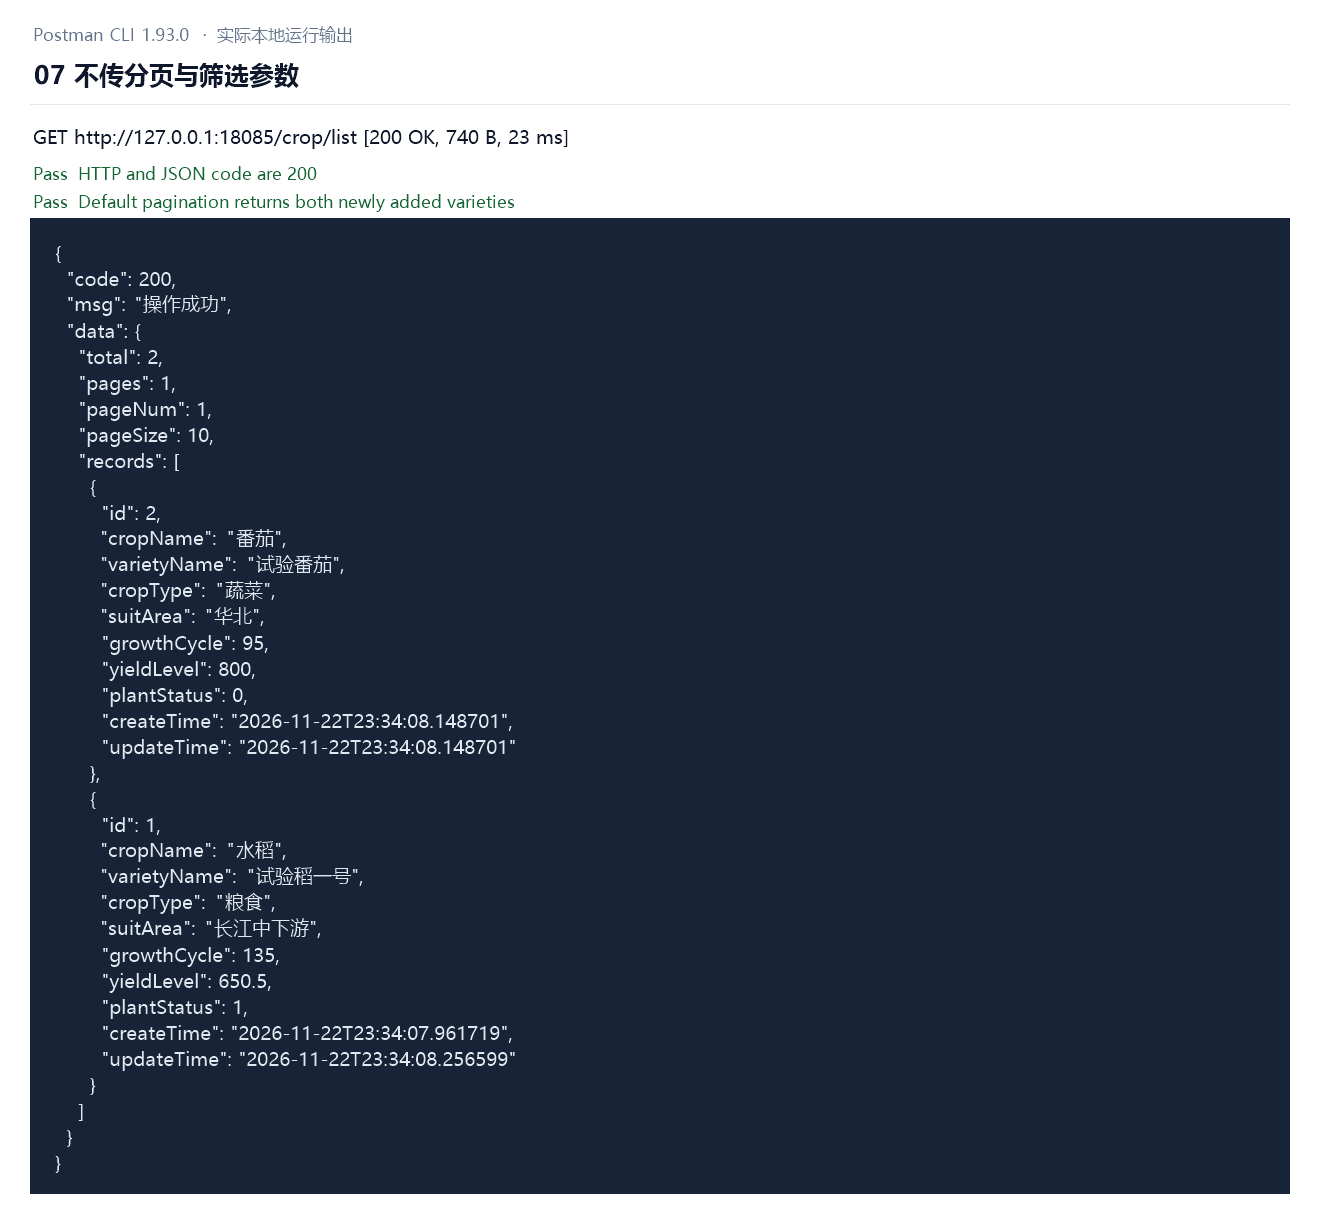 Postman CLI 1.93.0 · 实际本地运行输出
07 不传分页与筛选参数
GET http://127.0.0.1:18085/crop/list [200 OK, 740 B, 23 ms]
Pass HTTP and JSON code are 200
Pass Default pagination returns both newly added varieties
{
"code": 200,
"msg": "操作成功",
"data": {
"total": 2,
"pages": 1,
"pageNum": 1,
"pageSize": 10,
"records": [
{
"id": 2,
"cropName": "番茄",
"varietyName": "试验番茄",
"cropType": "蔬菜",
"suitArea": "华北",
"growthCycle": 95,
"yieldLevel": 800,
"plantStatus": 0,
"createTime": "2026-11-22T23:34:08.148701",
"updateTime": "2026-11-22T23:34:08.148701"
},
{
"id": 1,
"cropName": "水稻",
"varietyName": "试验稻一号",
"cropType": "粮食",
"suitArea": "长江中下游",
"growthCycle": 135,
"yieldLevel": 650.5,
"plantStatus": 1,
"createTime": "2026-11-22T23:34:07.961719",
"updateTime": "2026-11-22T23:34:08.256599"
}
]
}
}